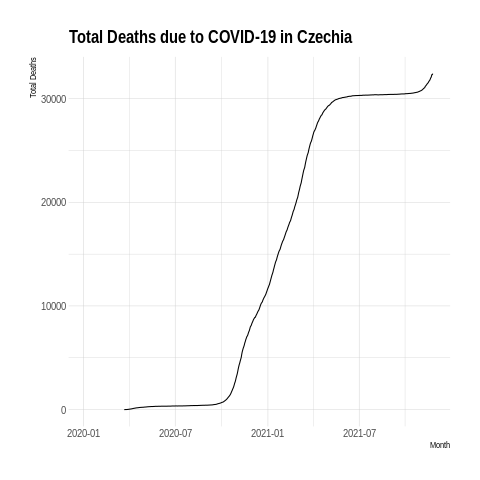 Total Deaths due to COVID-19 in Czechia
Total Deaths
30000
20000
10000
0
2020-01 2020-07 2021-01 2021-07
Month